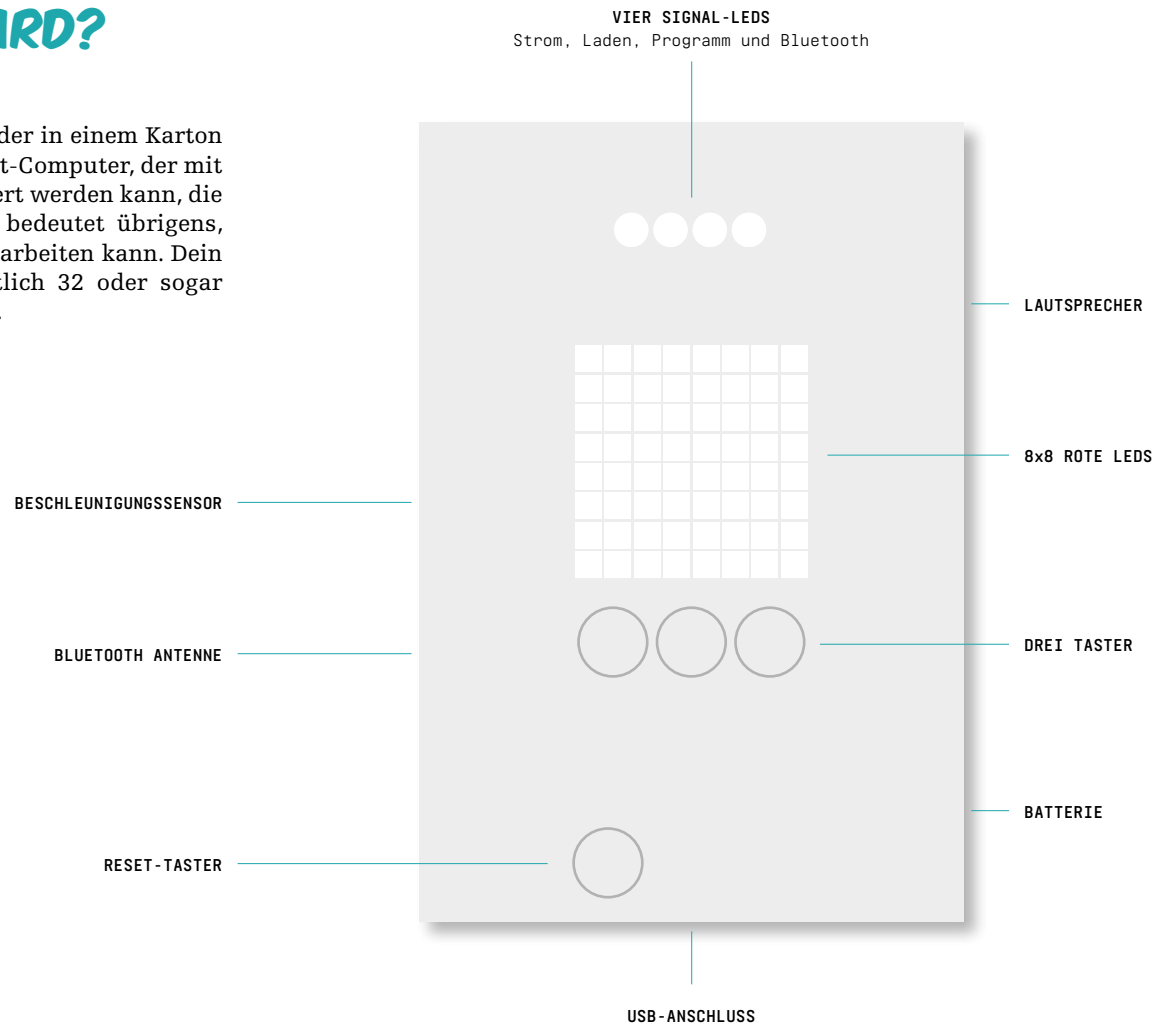 ARD?
der in einem Karton
t-Computer, der mit
ert werden kann, die
bedeutet übrigens,
arbeiten kann. Dein
tlich 32 oder sogar
.
VIER SIGNAL-LEDS
Strom, Laden, Programm und Bluetooth
LAUTSPRECHER
8x8 ROTE LEDS
BESCHLEUNIGUNGSSENSOR
DREI TASTER
BLUETOOTH ANTENNE
BATTERIE
RESET-TASTER
USB-ANSCHLUSS